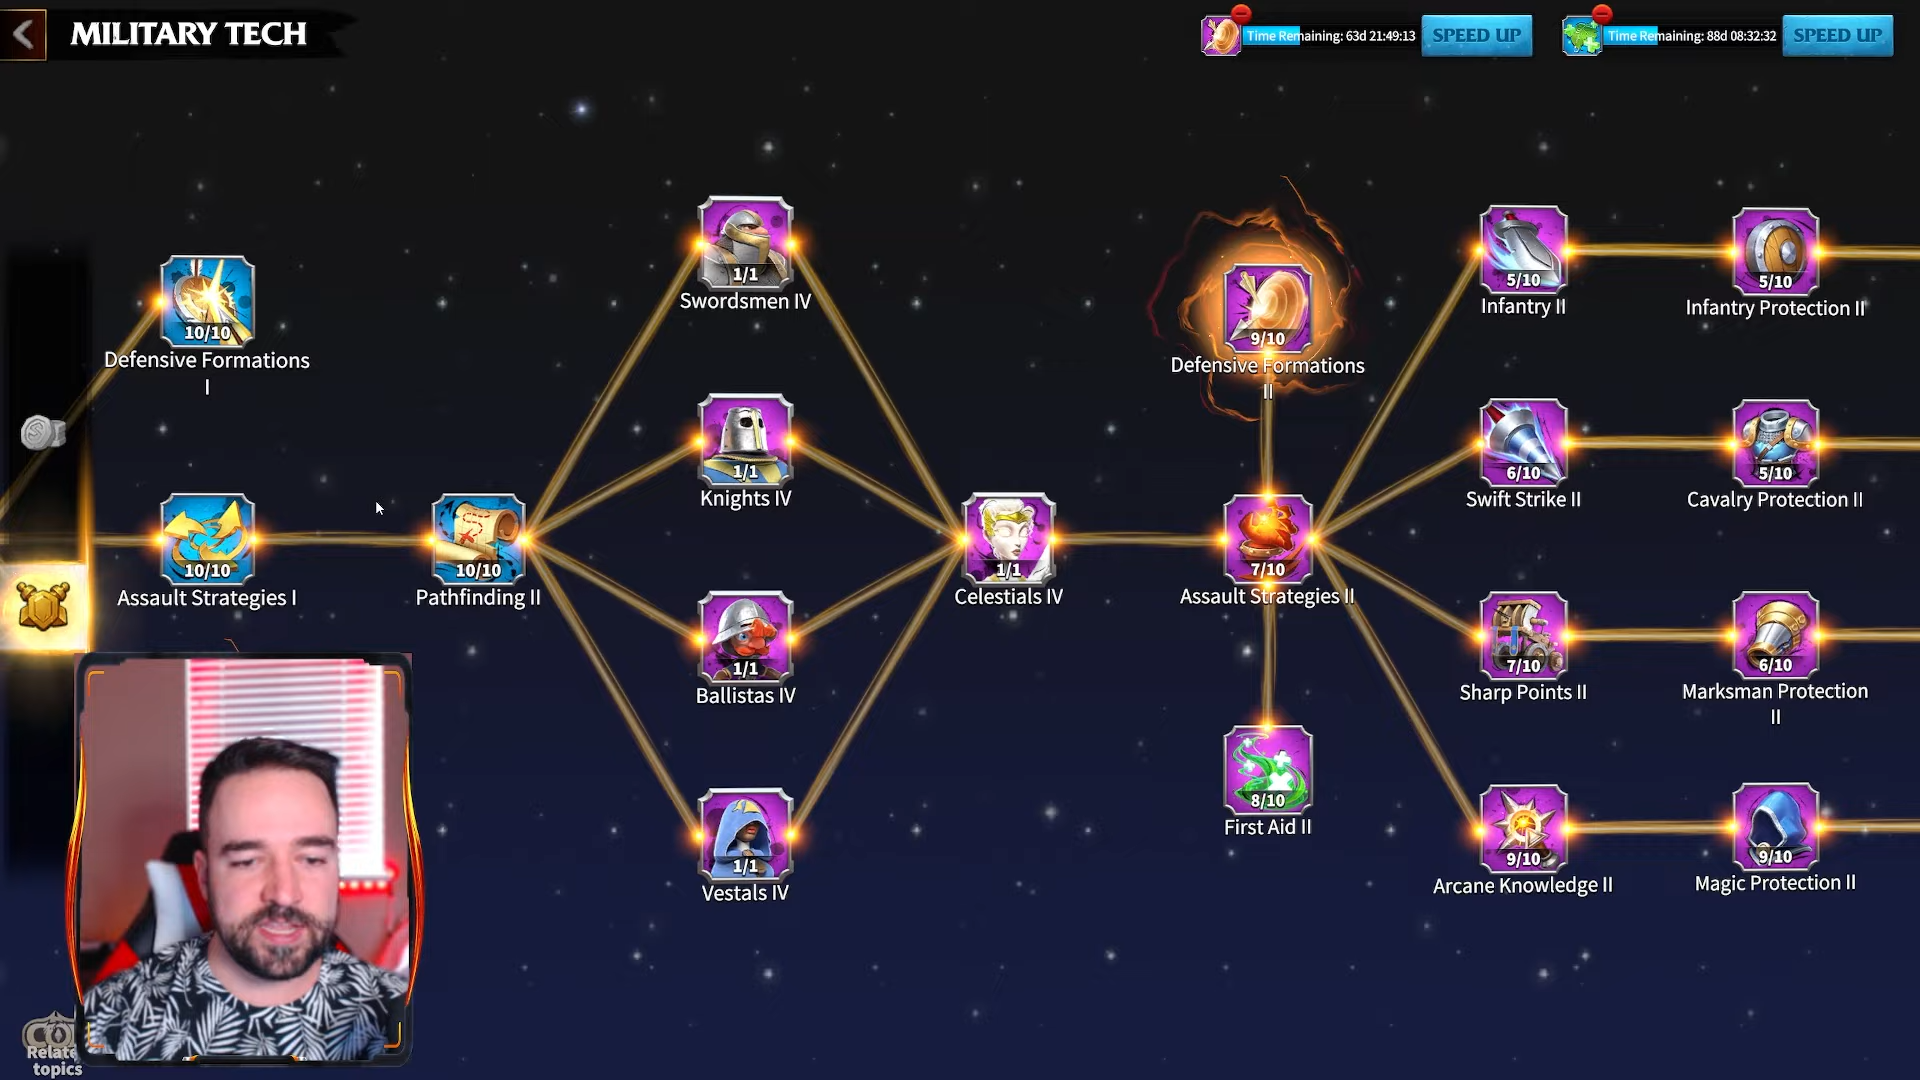 MILITARY TECH
Time Remaining: 63d 21:49:13
SPEED UP
Time Remaining: 88d 08:32:32
SPEED UP
10/10
Defensive Formations
I
10/10
Assault Strategies I
10/10
Pathfinding II
1/1
Swordsmen IV
1/1
Knights IV
1/1
Ballistas IV
1/1
Vestals IV
1/1
Celestials IV
9/10
Defensive Formations
II
7/10
Assault Strategies II
8/10
First Aid II
5/10
Infantry II
5/10
Infantry Protection II
6/10
Swift Strike II
5/10
Cavalry Protection II
7/10
Sharp Points II
6/10
Marksman Protection
II
9/10
Arcane Knowledge II
9/10
Magic Protection II
topics